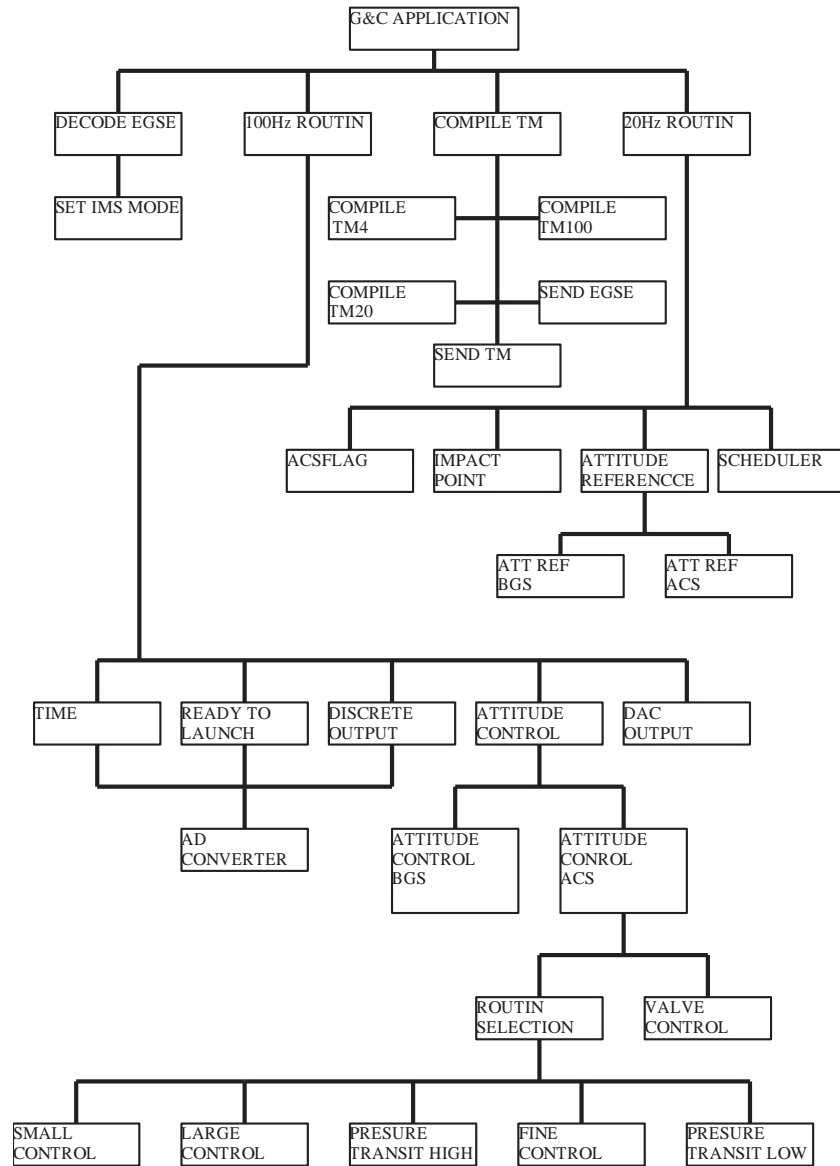 G&C APPLICATION
DECODE EGSE
100Hz ROUTIN
COMPILE TM
20Hz ROUTIN
SET IMS MODE
COMPILE
TM4
COMPILE
TM100
COMPILE
TM20
SEND EGSE
SEND TM
ACSFLAG
IMPACT
POINT
ATTITUDE
REFERENCCE
SCHEDULER
ATT REF
BGS
ATT REF
ACS
TIME
READY TO
LAUNCH
DISCRETE
OUTPUT
ATTITUDE
CONTROL
DAC
OUTPUT
AD
CONVERTER
ATTITUDE
CONTROL
BGS
ATTITUDE
CONROL
ACS
ROUTIN
SELECTION
VALVE
CONTROL
SMALL
CONTROL
LARGE
CONTROL
PRESURE
TRANSIT HIGH
FINE
CONTROL
PRESURE
TRANSIT LOW